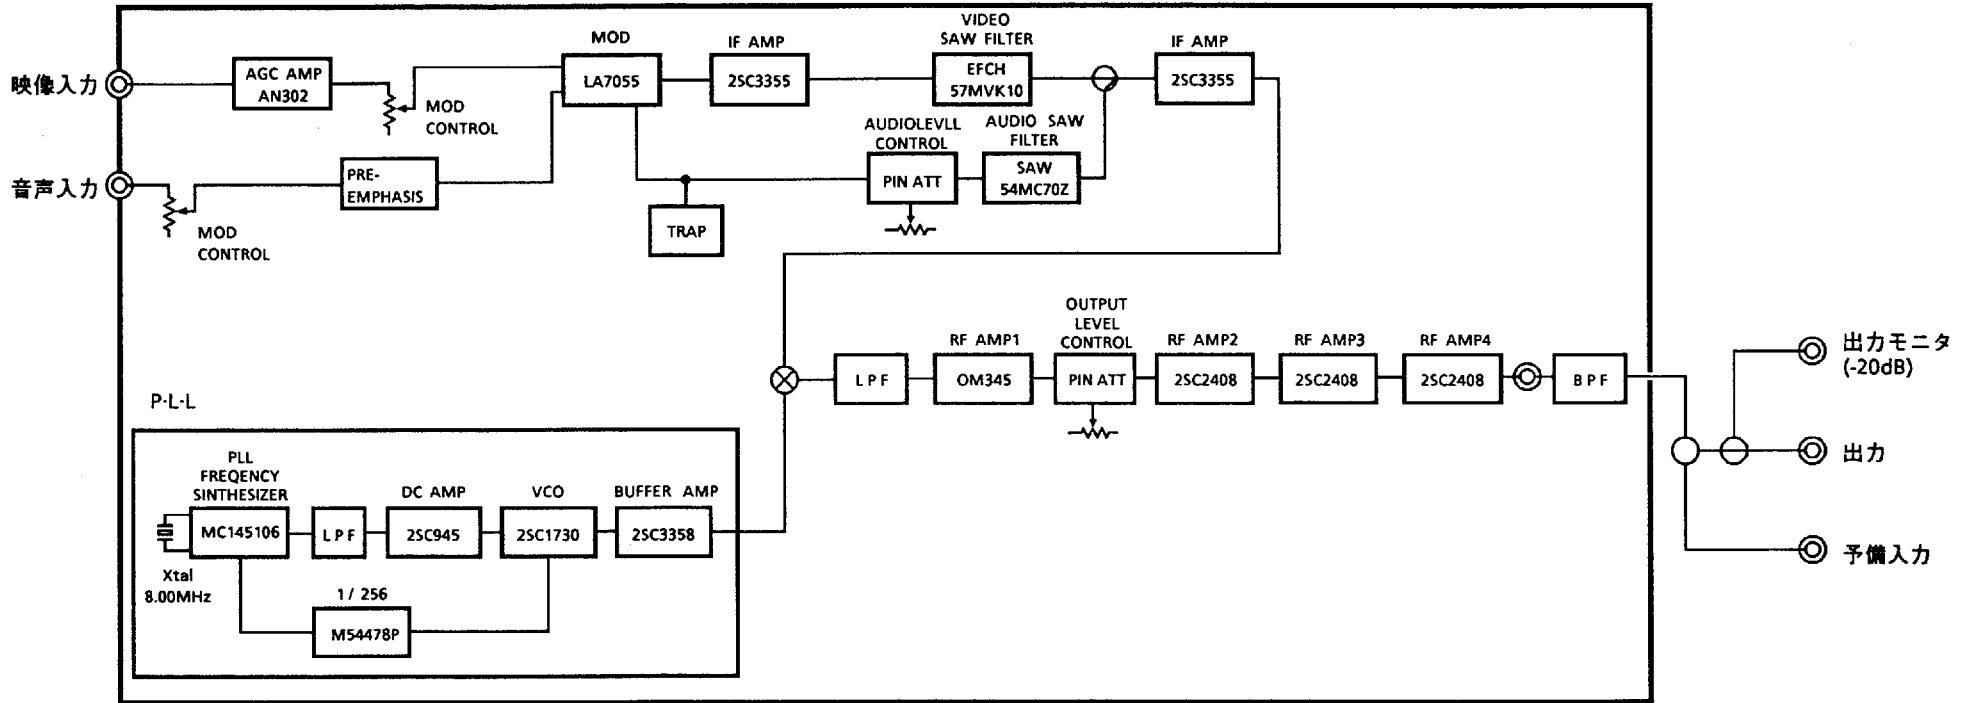 映像入力
AGC AMP
AN302
MOD
CONTROL
MOD
LA7055
IF AMP
2SC3355
VIDEO
SAW FILTER
EFCH
57MVK10
IF AMP
2SC3355
音声入力
MOD
CONTROL
PRE-
EMPHASIS
TRAP
AUDIOLEVLL
CONTROL
PIN ATT
AUDIO SAW
FILTER
SAW
54MC70Z
LPF
RF AMP1
OM345
OUTPUT
LEVEL
CONTROL
PIN ATT
RF AMP2
2SC2408
RF AMP3
2SC2408
RF AMP4
2SC2408
BPF
出力モニタ
(-20dB)
出力
予備入力
P·L·L
PLL
FREQENCY
SINTHESIZER
MC145106
Xtal
8.00MHz
LPF
DC AMP
2SC945
VCO
2SC1730
BUFFER AMP
2SC3358
1/256
M54478P